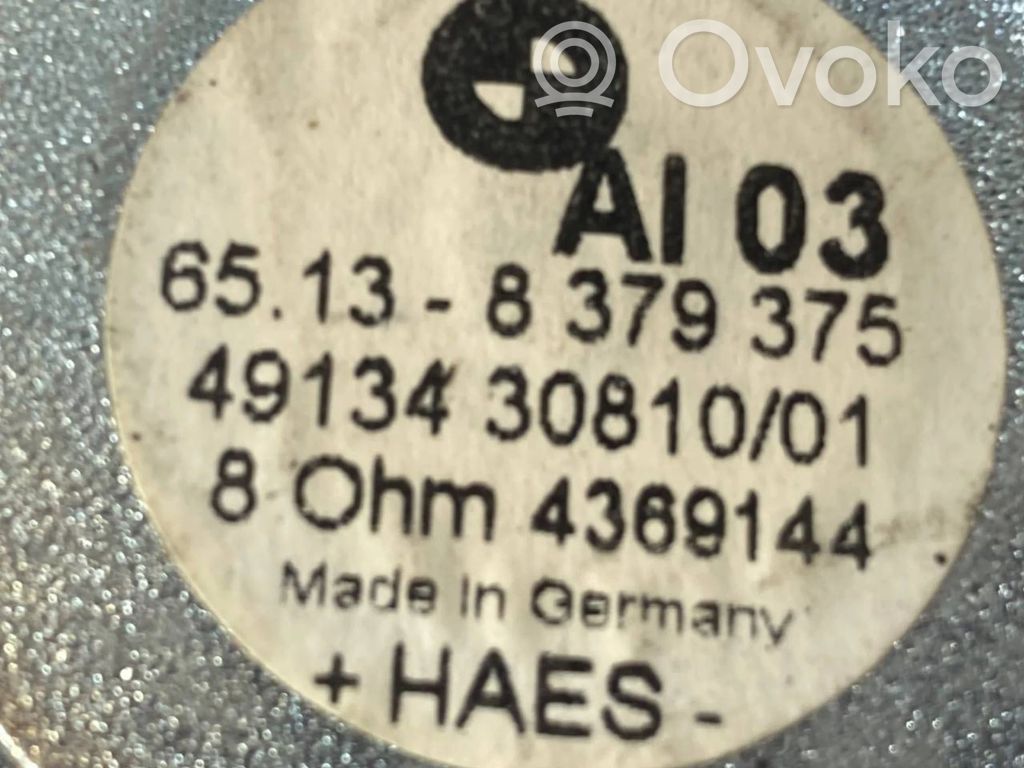 Ovoko
AI 03
65.13 - 8 379 375
49134 30810/01
8 Ohm 4369144
Made In Germany
+ HAES -